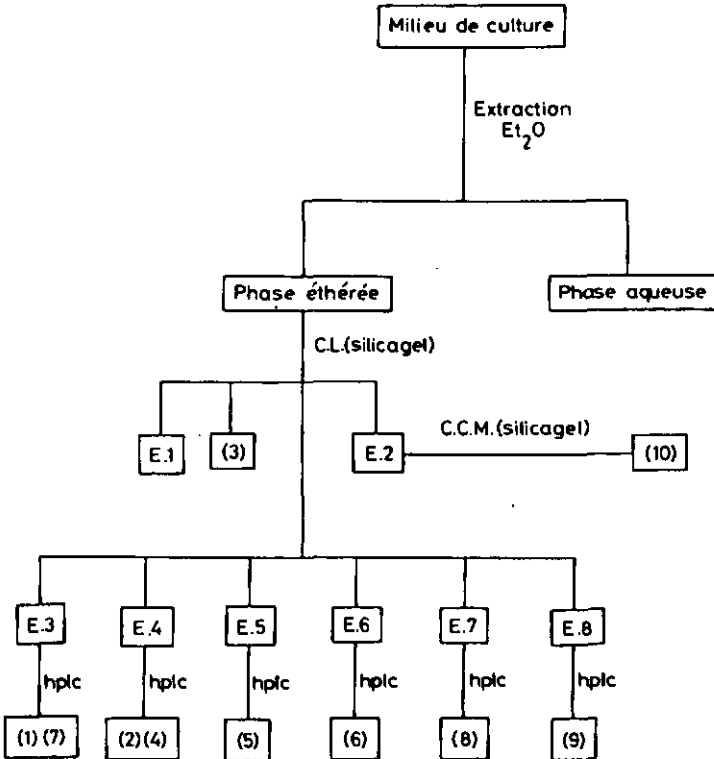 Milieu de culture
Extraction
Et2O
Phase éthérée
Phase aqueuse
C.L.(silicagel)
E.1
(3)
E.2
C.C.M.(silicagel)
(10)
E.3
E.4
E.5
E.6
E.7
E.8
hplc
hplc
hplc
hplc
hplc
hplc
(1) (7)
(2) (4)
(5)
(6)
(8)
(9)